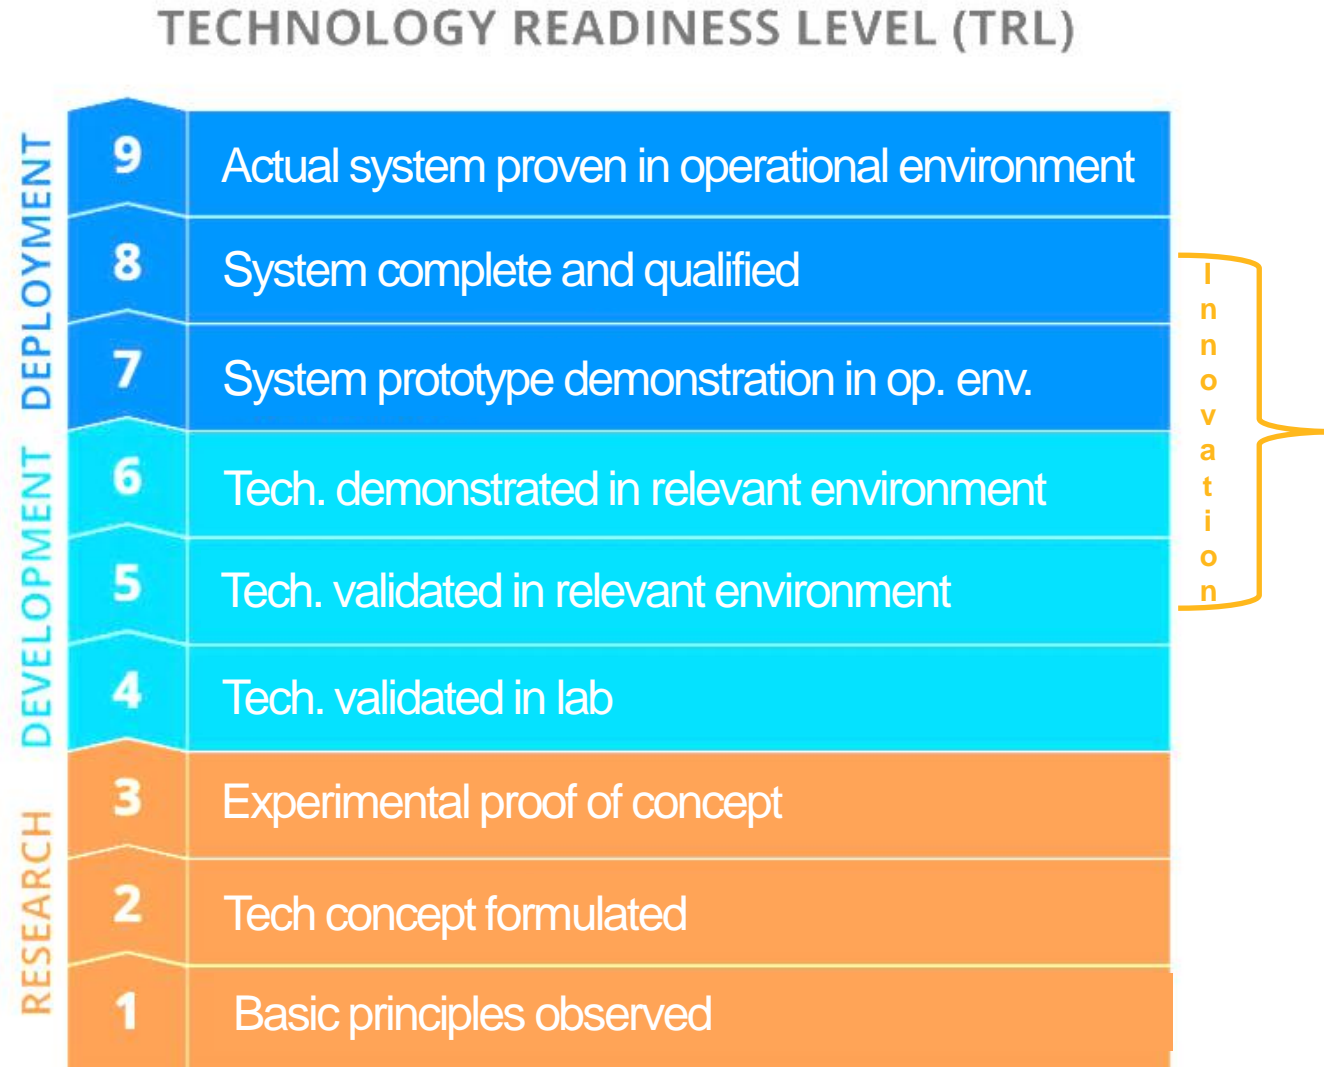 TECHNOLOGY READINESS LEVEL (TRL)
DEPLOYMENT
9 Actual system proven in operational environment
8 System complete and qualified
7 System prototype demonstration in op. env.
DEVELOPMENT
6 Tech. demonstrated in relevant environment
5 Tech. validated in relevant environment
4 Tech. validated in lab
RESEARCH
3 Experimental proof of concept
2 Tech concept formulated
1 Basic principles observed
Innovation